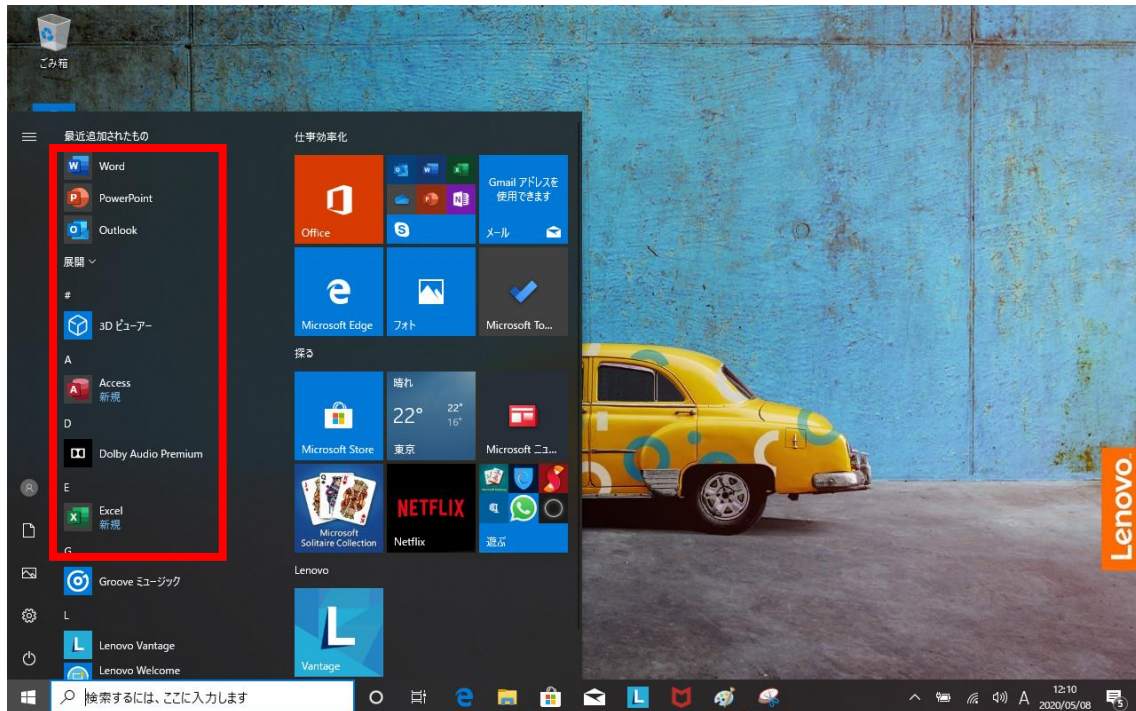 ごみ箱
最近追加されたもの
Word
PowerPoint
Outlook
展開
#
3D ビューアー
A
Access
新規
D
Dolby Audio Premium
E
Excel
新規
G
Groove ミュージック
L
Lenovo Vantage
Lenovo Welcome
仕事効率化
Office
Gmail アドレスを
使用できます
メール
Microsoft Edge
フォト
Microsoft To...
探る
Microsoft Store
晴れ
22° 22°
16°
東京
Microsoft ニュ...
Microsoft
Solitaire Collection
NETFLIX
Netflix
遊ぶ
Lenovo
L
Vantage
Lenovo.
検索するには、ここに入力します
A
12:10
2020/05/08
5